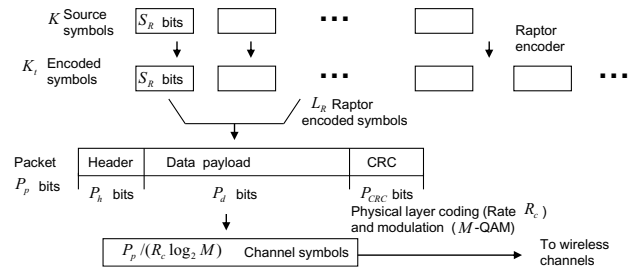 K Source symbols
S_R bits
...
Raptor encoder
K_t Encoded symbols
S_R bits
...
...
L_R Raptor encoded symbols
Packet
P_p bits
Header
Data payload
CRC
P_h bits
P_d bits
P_CRC bits
Physical layer coding (Rate R_c)
and modulation (M-QAM)
P_p /(R_c log_2 M) Channel symbols
To wireless channels